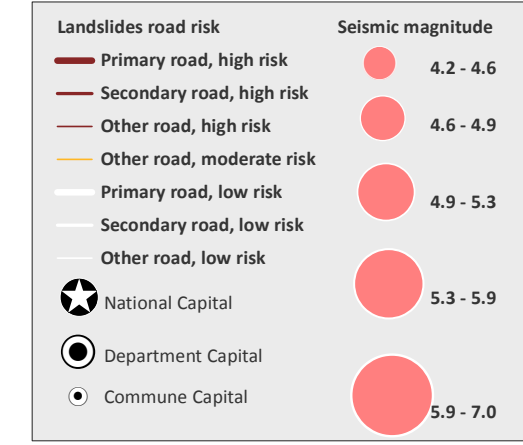 Landslides road risk
Primary road, high risk
Secondary road, high risk
Other road, high risk
Other road, moderate risk
Primary road, low risk
Secondary road, low risk
Other road, low risk
National Capital
Department Capital
Commune Capital
Seismic magnitude
4.2 - 4.6
4.6 - 4.9
4.9 - 5.3
5.3 - 5.9
5.9 - 7.0